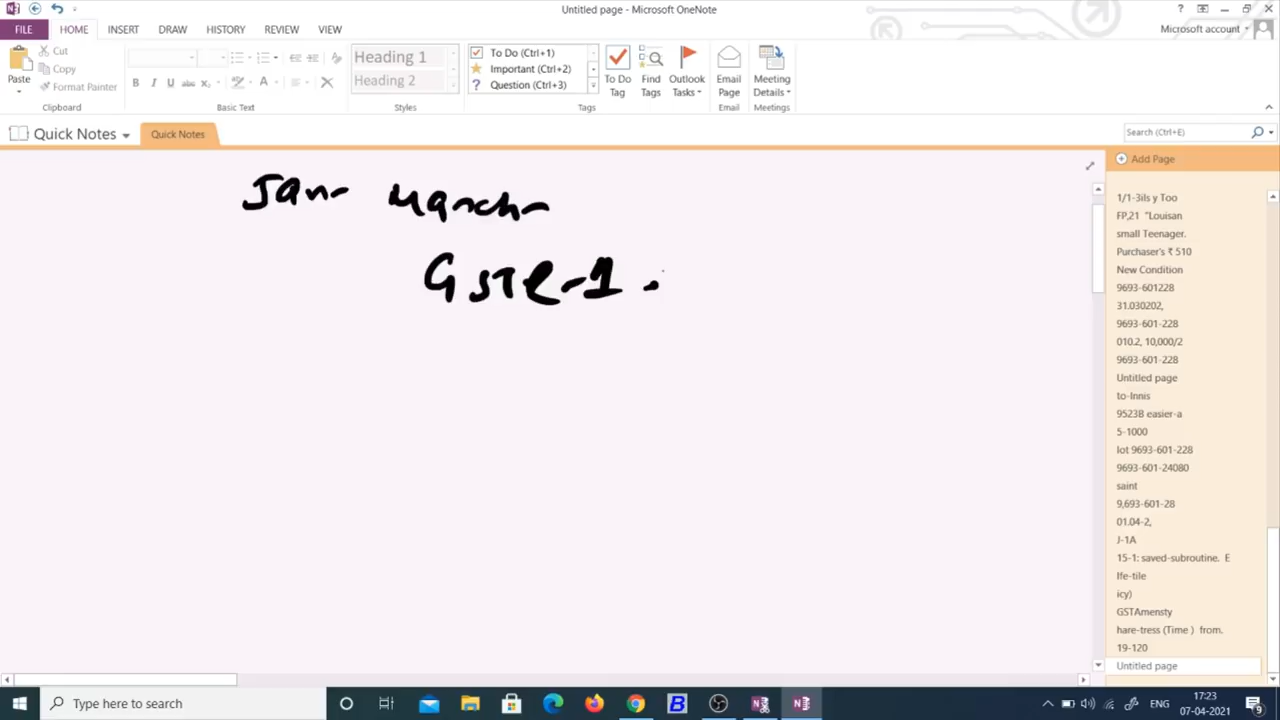 Untitled page - Microsoft OneNote
FILE HOME INSERT DRAW HISTORY REVIEW VIEW
Microsoft account
Paste
Cut
Copy
Format Painter
Clipboard
Basic Text
Heading 1
Heading 2
Styles
To Do (Ctrl+1)
Important (Ctrl+2)
Question (Ctrl+3)
Tags
To Do Tag
Find Tags
Outlook Tasks
Email Page
Email
Meeting Details
Meetings
Quick Notes
Quick Notes
Search (Ctrl+E)
Add Page
Jan- March-
GSTR-1 .
1/1-3ils y Too
FP,21 "Louisan
small Teenager.
Purchaser's ₹ 510
New Condition
9693-601228
31.030202,
9693-601-228
010.2, 10,000/2
9693-601-228
Untitled page
to-Innis
9523B easier-a
5-1000
lot 9693-601-228
9693-601-24080
saint
9,693-601-28
01.04-2,
J-1A
15-1: saved-subroutine. E
Ife-tile
icy)
GSTAmensty
hare-tress (Time ) from.
19-120
Untitled page
Type here to search
ENG
17:23
07-04-2021
9